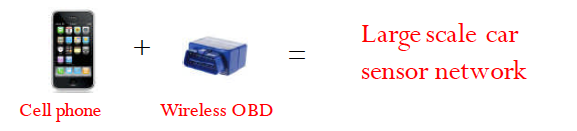 +
=
Large scale car
sensor network
Cell phone
Wireless OBD